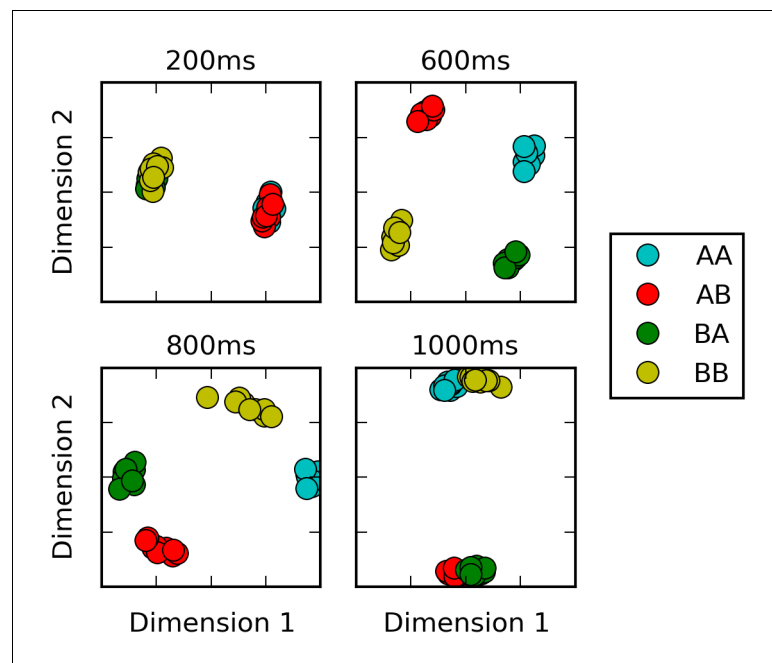 200ms
600ms
Dimension 2
AA
AB
BA
BB
800ms
1000ms
Dimension 2
Dimension 1
Dimension 1